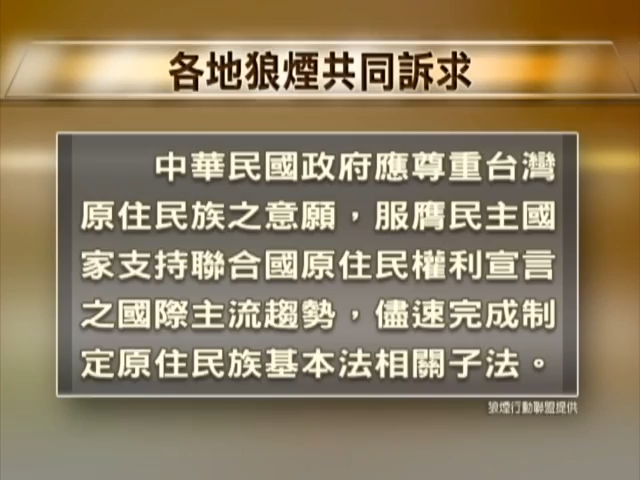 各地狼煙共同訴求
中華民國政府應尊重台灣
原住民族之意願，服膺民主國
家支持聯合國原住民權利宣言
之國際主流趨勢，儘速完成制
定原住民族基本法相關子法。
狼煙行動聯盟提供